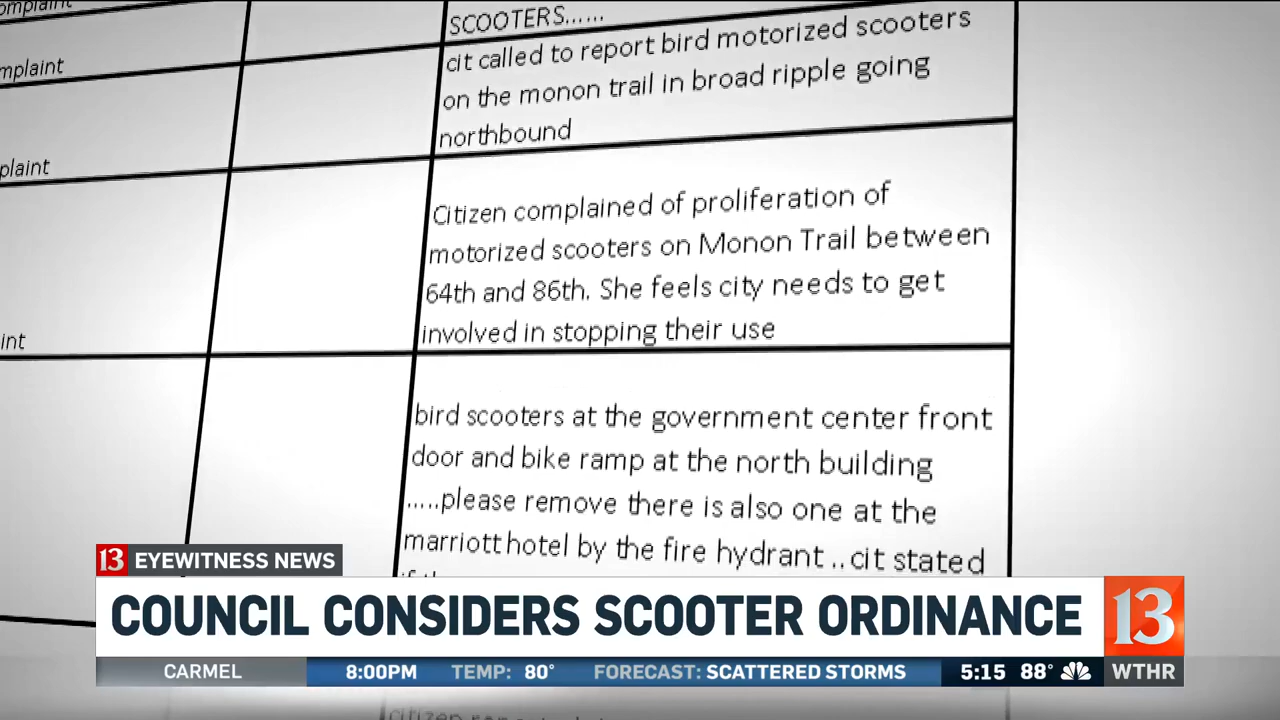 omplaint
SCOOTERS......
mplaint
cit called to report bird motorized scooters
on the monon trail in broad ripple going
northbound
plaint
Citizen complained of proliferation of
motorized scooters on Monon Trail between
64th and 86th. She feels city needs to get
involved in stopping their use
int
bird scooters at the government center front
door and bike ramp at the north building
.....please remove there is also one at the
marriott hotel by the fire hydrant .. cit stated
13 EYEWITNESS NEWS
COUNCIL CONSIDERS SCOOTER ORDINANCE
13
CARMEL 8:00PM TEMP: 80° FORECAST: SCATTERED STORMS 5:15 88° WTHR
citizen